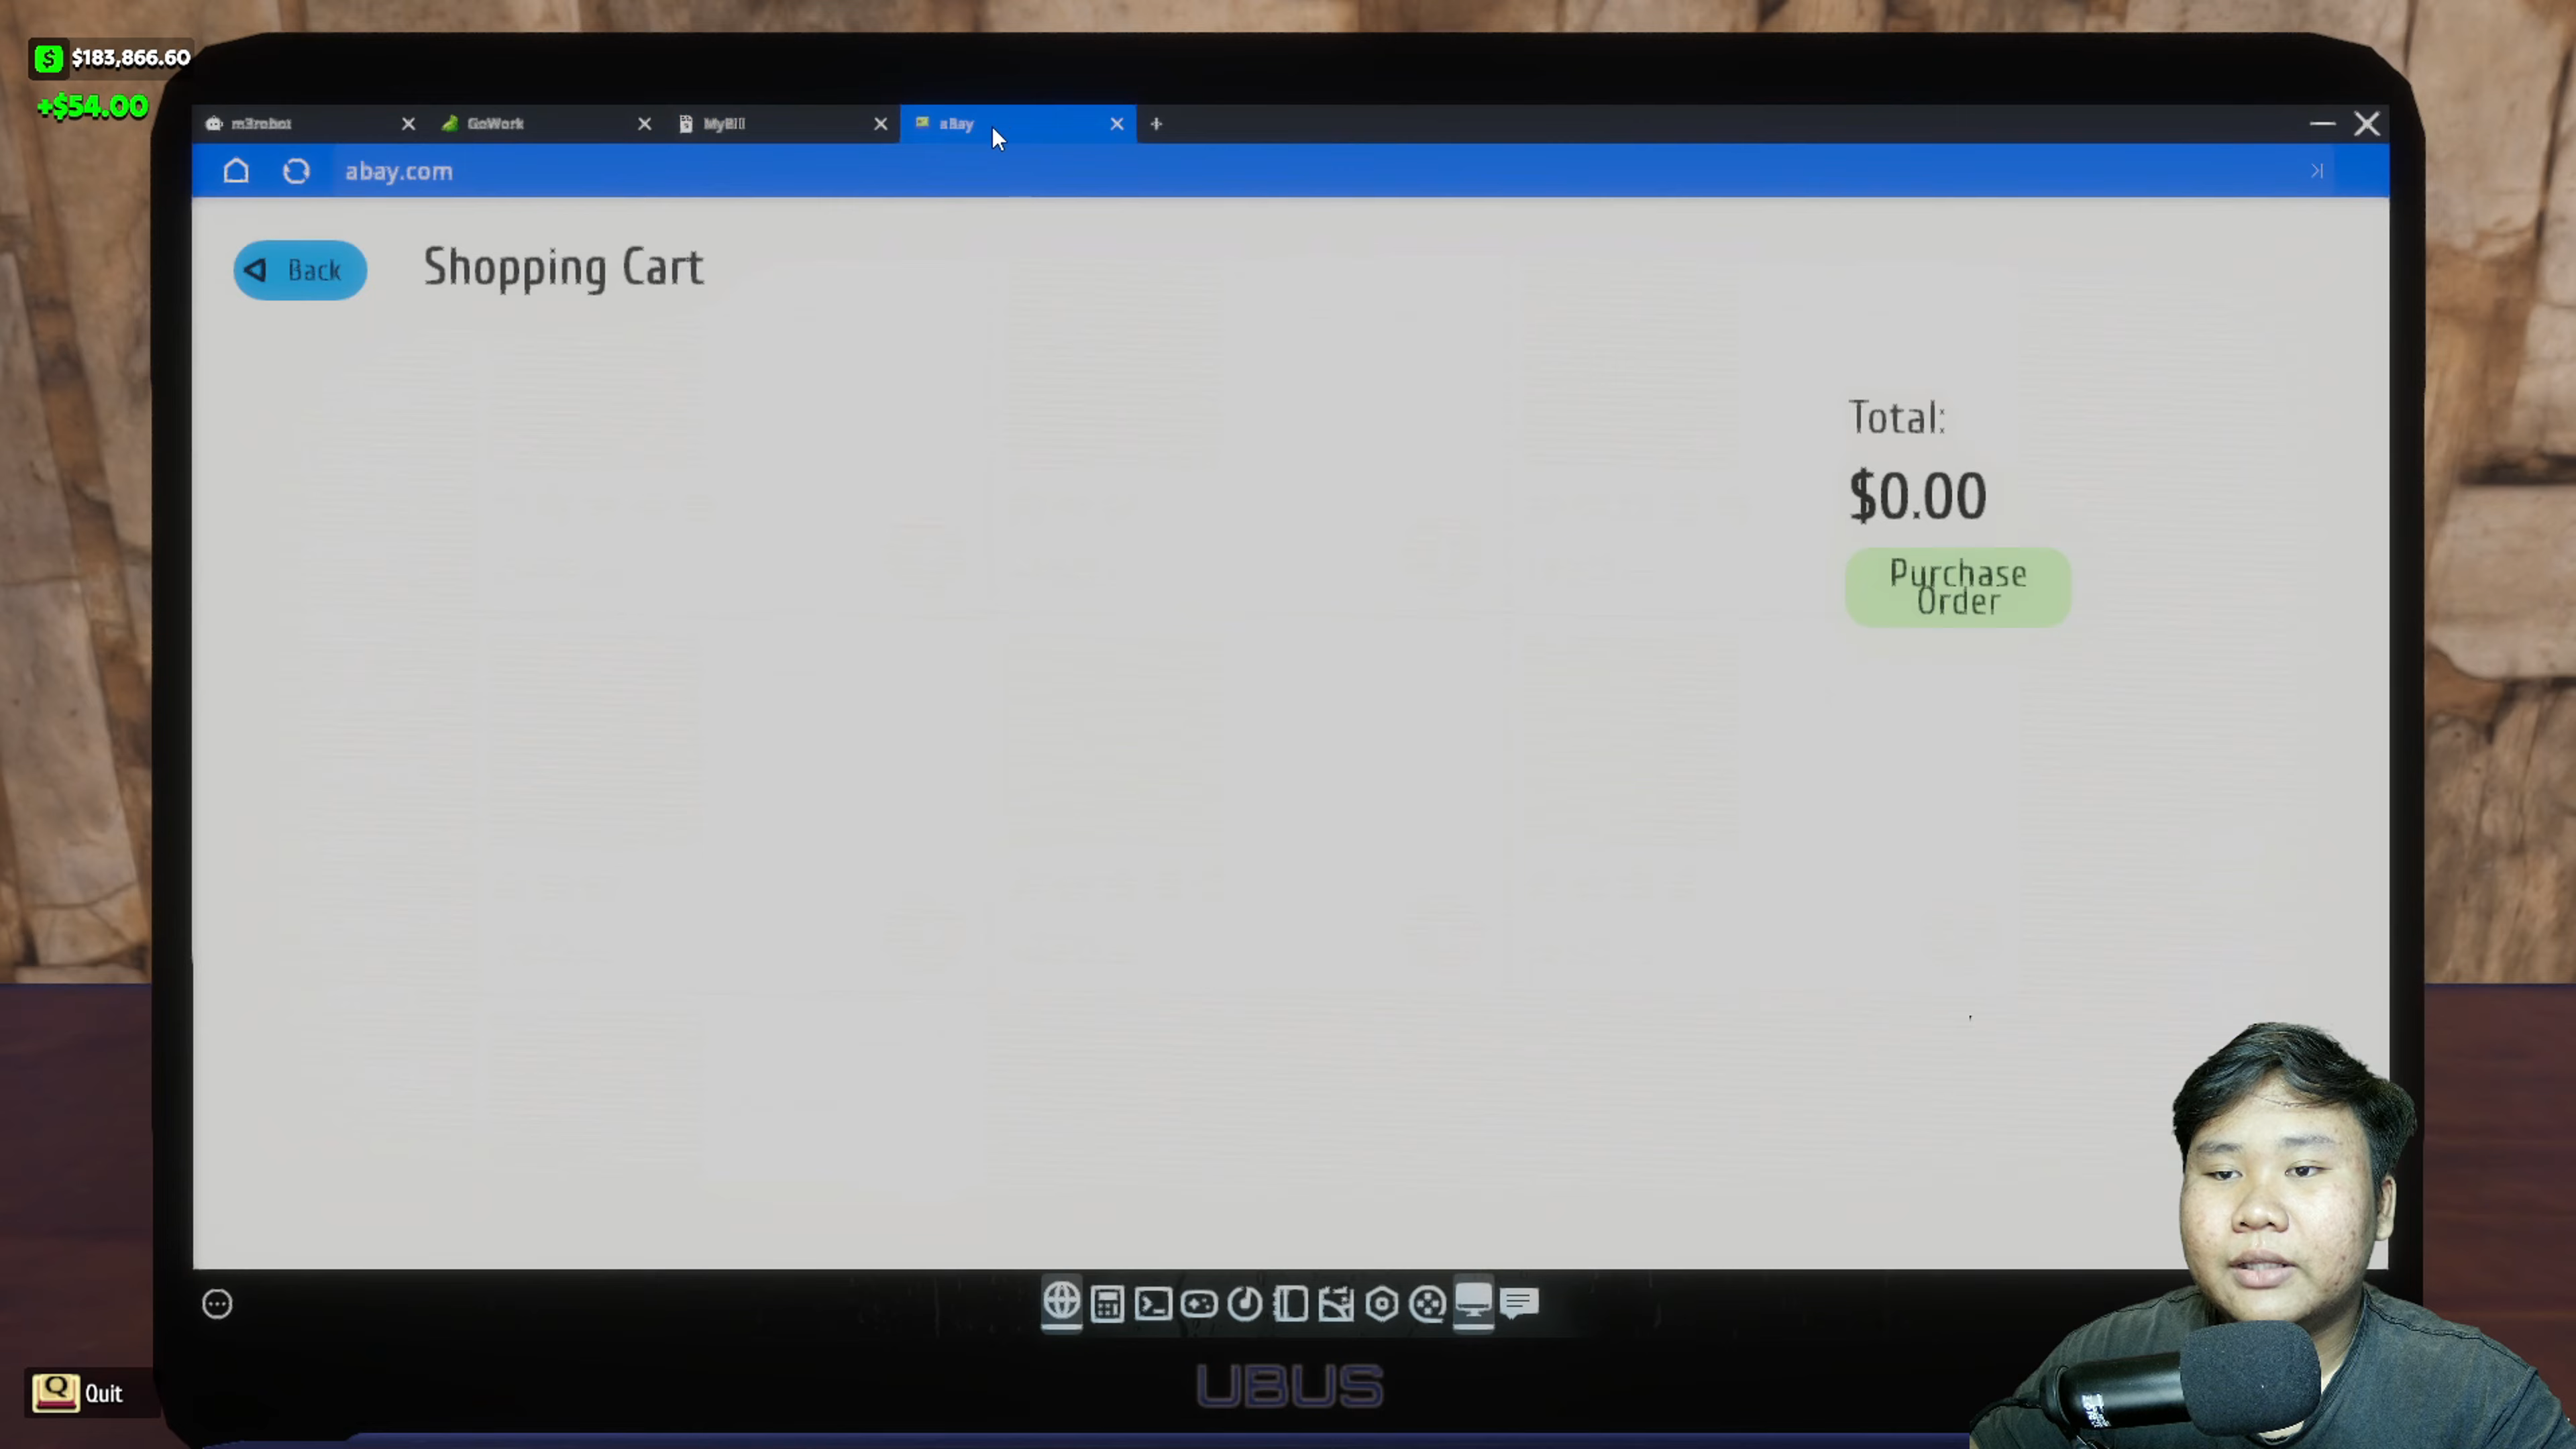 $183,866.60
+$54.00
m3robot
GoWork
MyBill
aBay
abay.com
Back
Shopping Cart
Total:
$0.00
Purchase
Order
Q Quit
UBUS